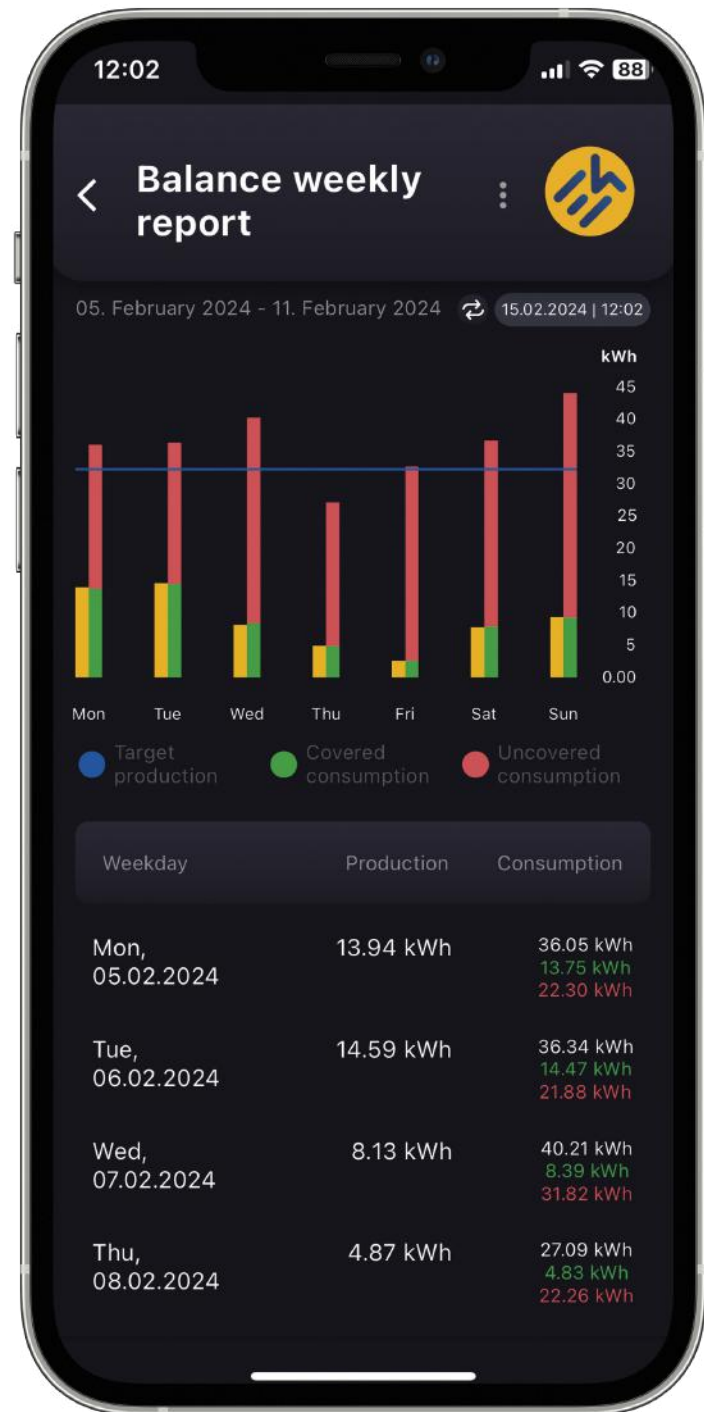 12:02
88
Balance weekly
report
05. February 2024 - 11. February 2024
15.02.2024 | 12:02
kWh
45
40
35
30
25
20
15
10
5
0.00
Mon Tue Wed Thu Fri Sat Sun
Target
production
Covered
consumption
Uncovered
consumption
Weekday Production Consumption
Mon,
05.02.2024
13.94 kWh
36.05 kWh
13.75 kWh
22.30 kWh
Tue,
06.02.2024
14.59 kWh
36.34 kWh
14.47 kWh
21.88 kWh
Wed,
07.02.2024
8.13 kWh
40.21 kWh
8.39 kWh
31.82 kWh
Thu,
08.02.2024
4.87 kWh
27.09 kWh
4.83 kWh
22.26 kWh